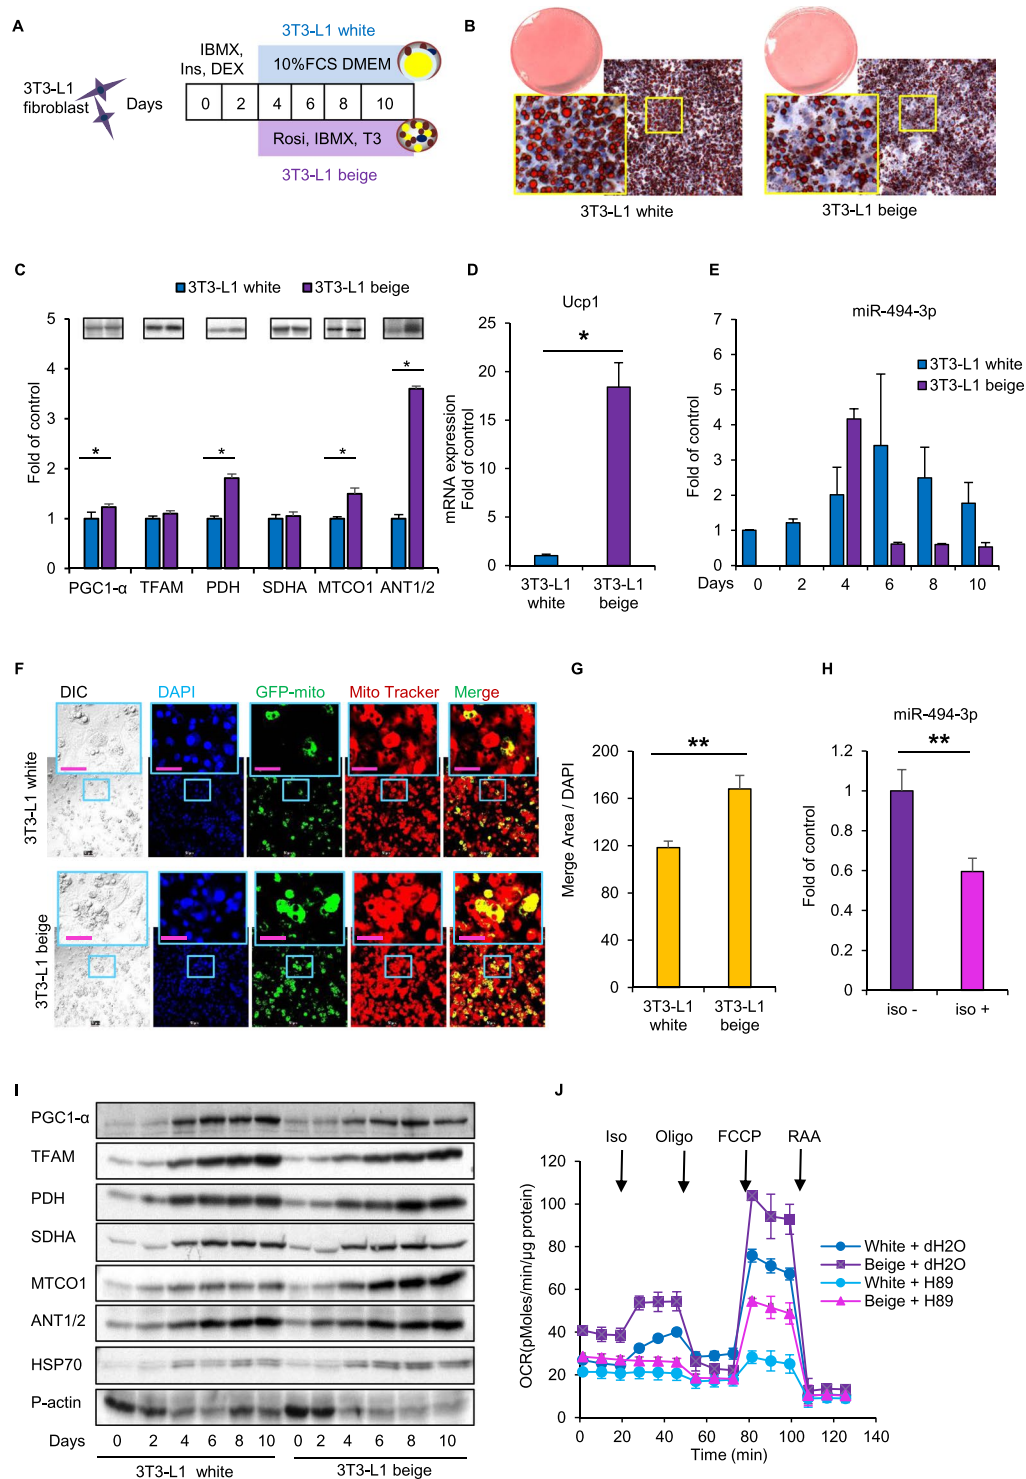 A
3T3-L1 white
IBMX,
Ins, DEX
10%FCS DMEM
3T3-L1
fibroblast
Days
0 2 4 6 8 10
Rosi, IBMX, T3
3T3-L1 beige
B
3T3-L1 white
3T3-L1 beige
C
3T3-L1 white
3T3-L1 beige
Fold of control
5
4
3
2
1
0
*
*
*
*
PGC1-α TFAM PDH SDHA MTCO1 ANT1/2
D
Ucp1
mRNA expression
Fold of control
25
20
15
10
5
0
*
3T3-L1
white
3T3-L1
beige
E
miR-494-3p
3T3-L1 white
3T3-L1 beige
Fold of control
7
6
5
4
3
2
1
0
Days 0 2 4 6 8 10
F
DIC DAPI GFP-mito Mito Tracker Merge
3T3-L1 white
3T3-L1 beige
G
Merge Area / DAPI
200
160
120
80
40
0
**
3T3-L1
white
3T3-L1
beige
H
miR-494-3p
Fold of control
1.2
1
0.8
0.6
0.4
0.2
0
**
iso - iso +
I
PGC1-α
TFAM
PDH
SDHA
MTCO1
ANT1/2
HSP70
P-actin
Days 0 2 4 6 8 10 0 2 4 6 8 10
3T3-L1 white 3T3-L1 beige
J
Iso Oligo FCCP RAA
OCR(pMoles/min/µg protein)
120
100
80
60
40
20
0
White + dH2O
Beige + dH2O
White + H89
Beige + H89
0 20 40 60 80 100 120 140
Time (min)